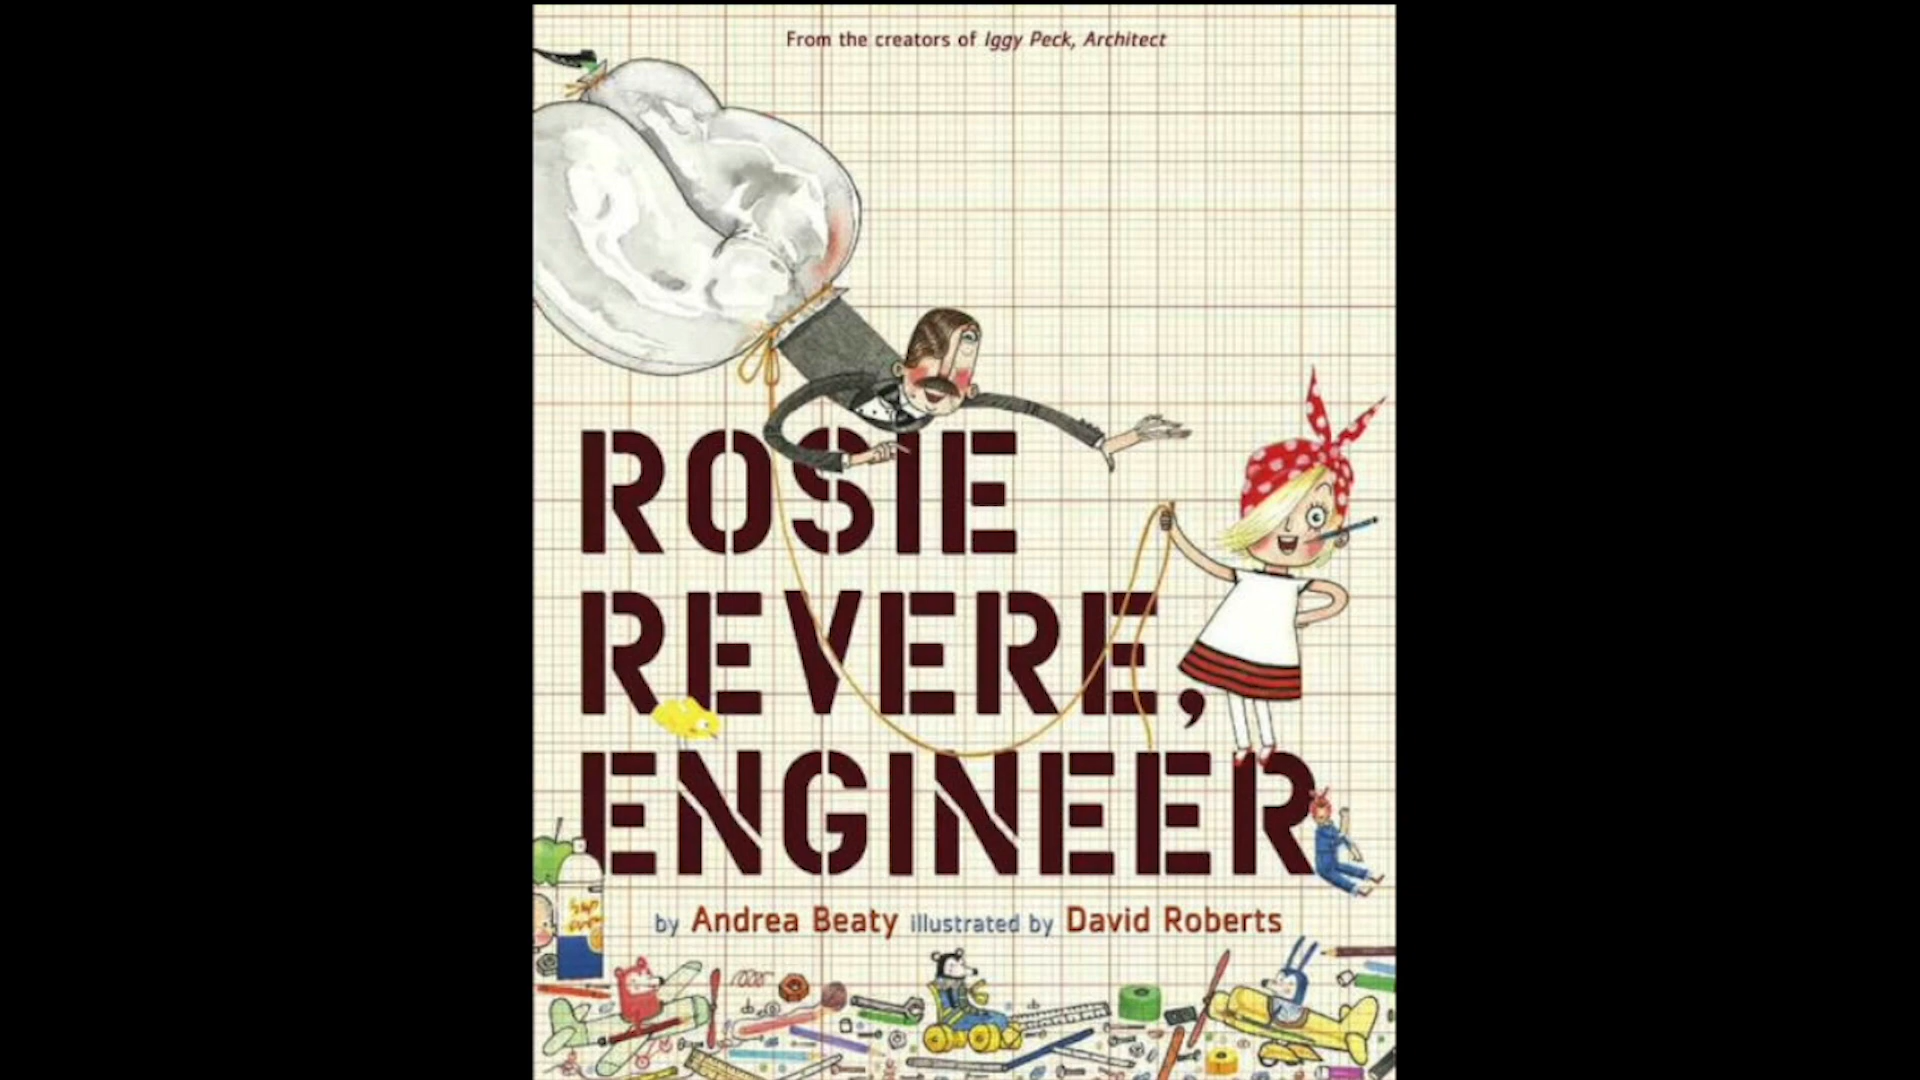 From the creators of Iggy Peck, Architect
ROSIE
REVERE,
ENGINEER
by Andrea Beaty illustrated by David Roberts